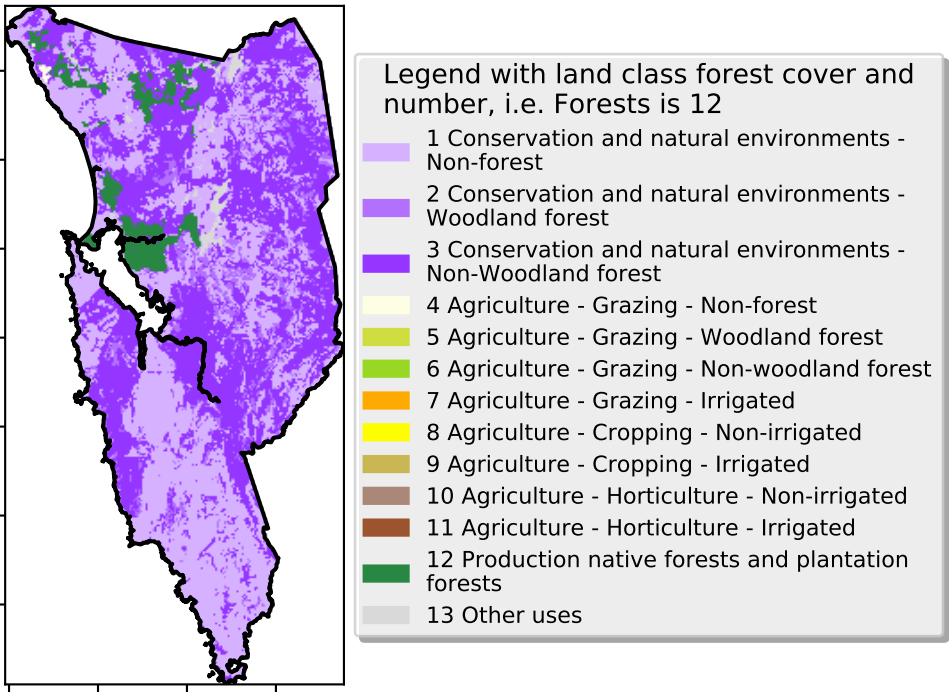 Legend with land class forest cover and
number, i.e. Forests is 12
1 Conservation and natural environments -
Non-forest
2 Conservation and natural environments -
Woodland forest
3 Conservation and natural environments -
Non-Woodland forest
4 Agriculture - Grazing - Non-forest
5 Agriculture - Grazing - Woodland forest
6 Agriculture - Grazing - Non-woodland forest
7 Agriculture - Grazing - Irrigated
8 Agriculture - Cropping - Non-irrigated
9 Agriculture - Cropping - Irrigated
10 Agriculture - Horticulture - Non-irrigated
11 Agriculture - Horticulture - Irrigated
12 Production native forests and plantation
forests
13 Other uses